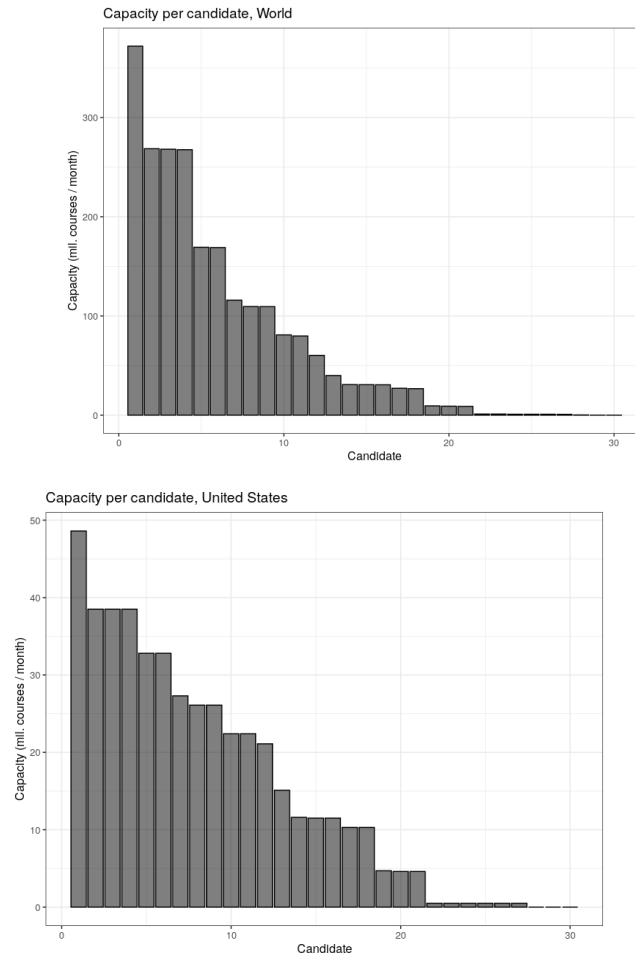 Capacity per candidate, World
Capacity (mil. courses / month)
300
200
100
0
0 10 20 30
Candidate
Capacity per candidate, United States
Capacity (mil. courses / month)
50
40
30
20
10
0
0 10 20 30
Candidate